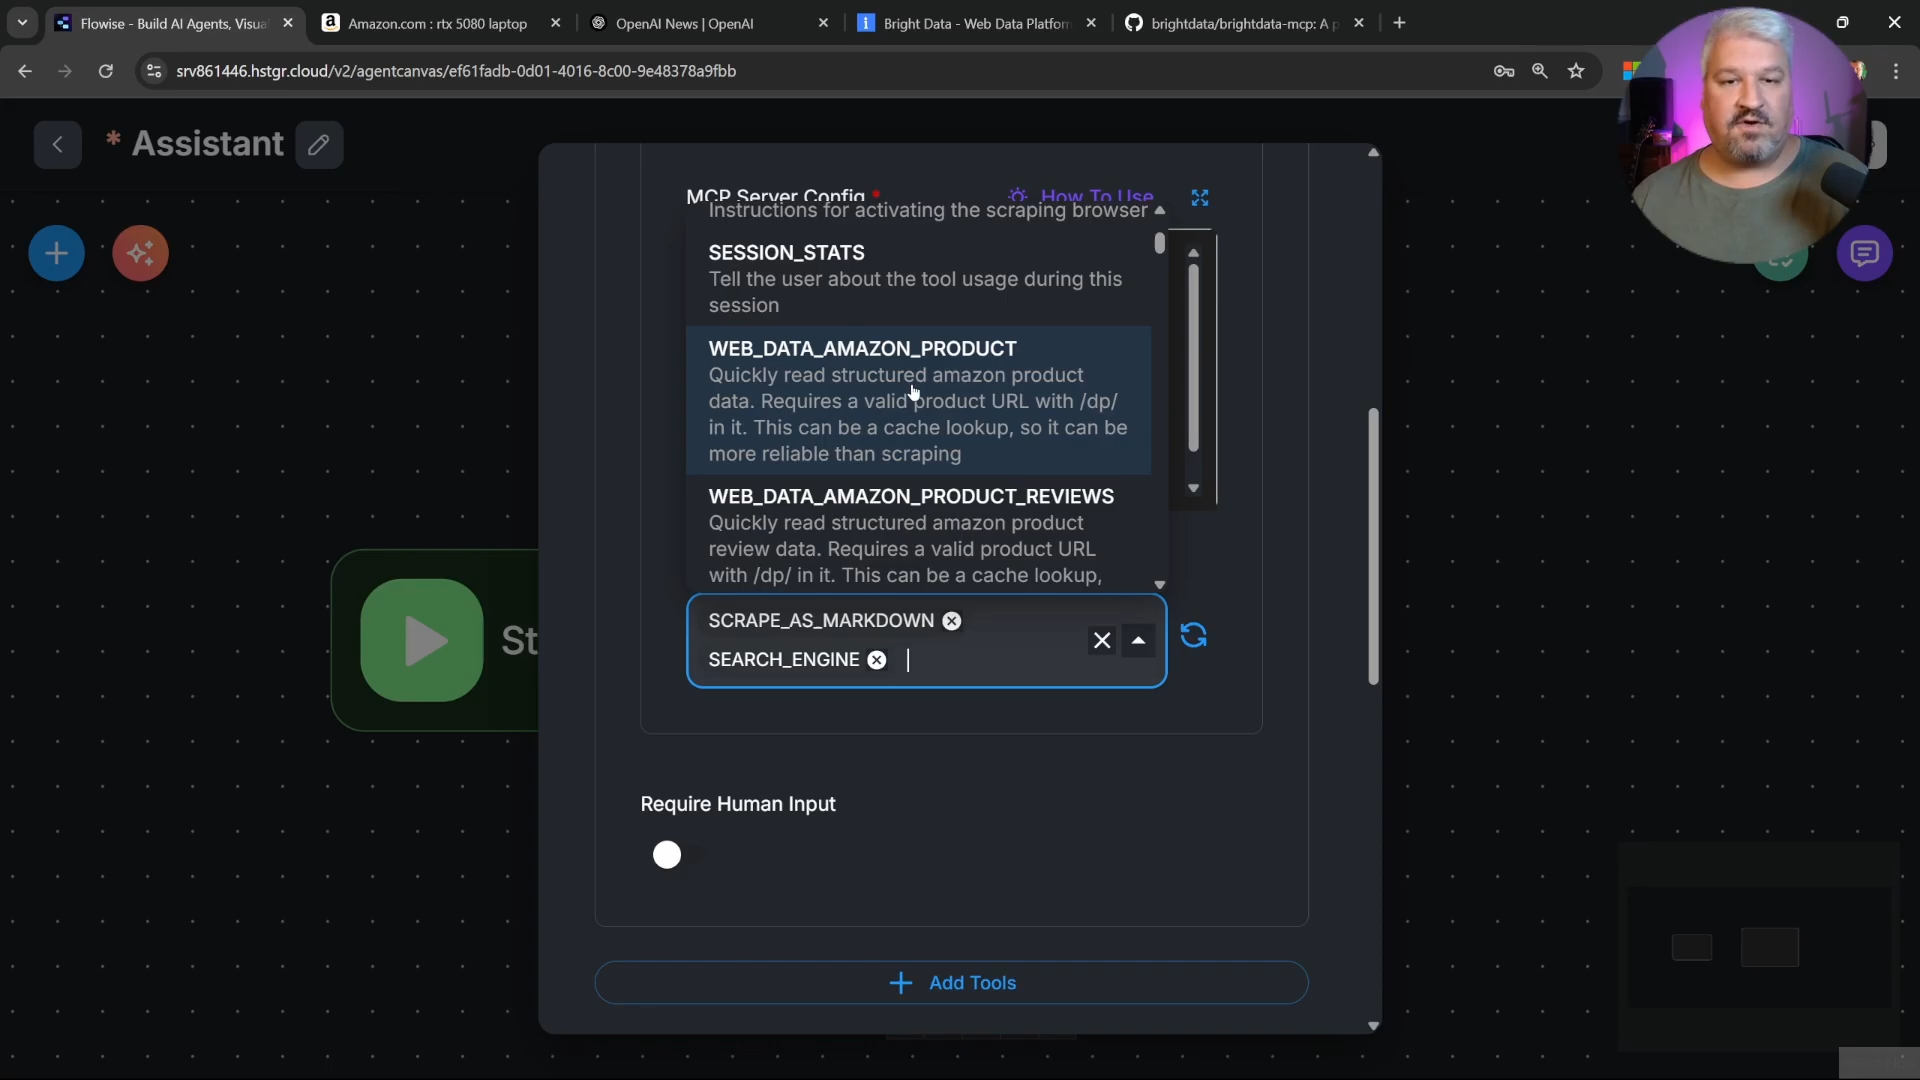 Flowise - Build AI Agents, Visua
Amazon.com : rtx 5080 laptop
OpenAI News | OpenAI
Bright Data - Web Data Platfor
brightdata/brightdata-mcp: A p
srv861446.hstgr.cloud/v2/agentcanvas/ef61fadb-0d01-4016-8c00-9e48378a9fbb
* Assistant
MCP Server Config *
How To Use
Instructions for activating the scraping browser
SESSION_STATS
Tell the user about the tool usage during this
session
WEB_DATA_AMAZON_PRODUCT
Quickly read structured amazon product
data. Requires a valid product URL with /dp/
in it. This can be a cache lookup, so it can be
more reliable than scraping
WEB_DATA_AMAZON_PRODUCT_REVIEWS
Quickly read structured amazon product
review data. Requires a valid product URL
with /dp/ in it. This can be a cache lookup,
SCRAPE_AS_MARKDOWN
SEARCH_ENGINE
St
Require Human Input
Add Tools